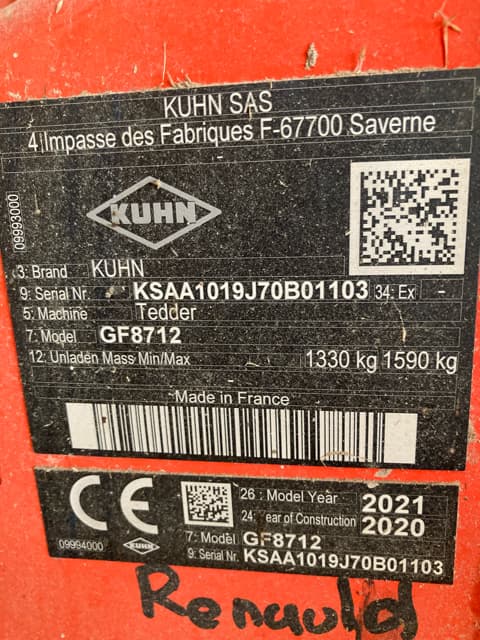 KUHN SAS
4 Impasse des Fabriques F-67700 Saverne
KUHN
09993000
3: Brand KUHN
9: Serial Nr. KSAA1019J70B01103 34: Ex -
5: Machine Tedder
7: Model GF8712
12: Unladen Mass Min/Max 1330 kg 1590 kg
Made in France
CE
09994000
KUHN
26 : Model Year 2021
24: ear of Construction 2020
7: Model GF8712
9: Serial Nr. KSAA1019J70B01103
Renauld